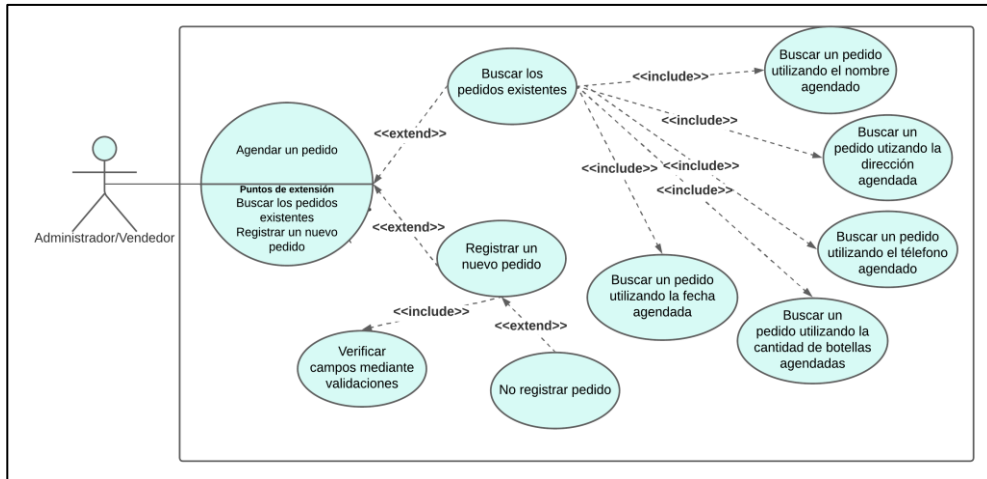 Buscar los
pedidos existentes
<<include>>
Buscar un pedido
utilizando el nombre
agendado
<<extend>>
<<include>>
Buscar un
pedido utizando la
dirección
agendada
Agendar un pedido
Puntos de extensión
Buscar los pedidos
existentes
Registrar un nuevo
pedido
Administrador/Vendedor
<<include>>
<<include>>
<<include>>
<<extend>>
Registrar un
nuevo pedido
Buscar un pedido
utilizando el télefono
agendado
Buscar un pedido
utilizando la fecha
agendada
Buscar un
pedido utilizando la
cantidad de botellas
agendadas
<<include>>
<<extend>>
Verificar
campos mediante
validaciones
No registrar pedido